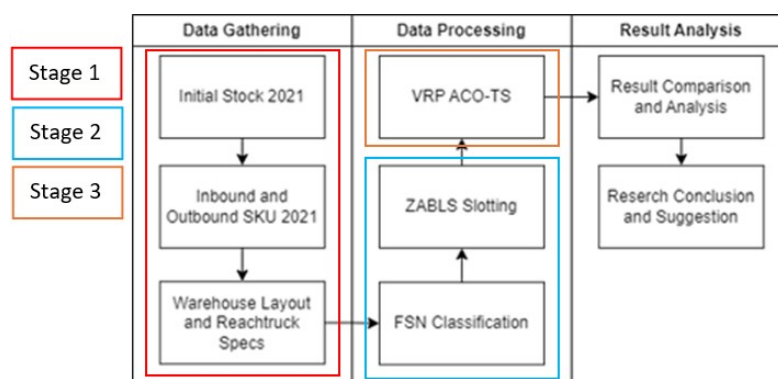 Data Gathering
Data Processing
Result Analysis
Stage 1
Stage 2
Stage 3
Initial Stock 2021
Inbound and
Outbound SKU 2021
Warehouse Layout
and Reachtruck
Specs
VRP ACO-TS
ZABLS Slotting
FSN Classification
Result Comparison
and Analysis
Reserch Conclusion
and Suggestion